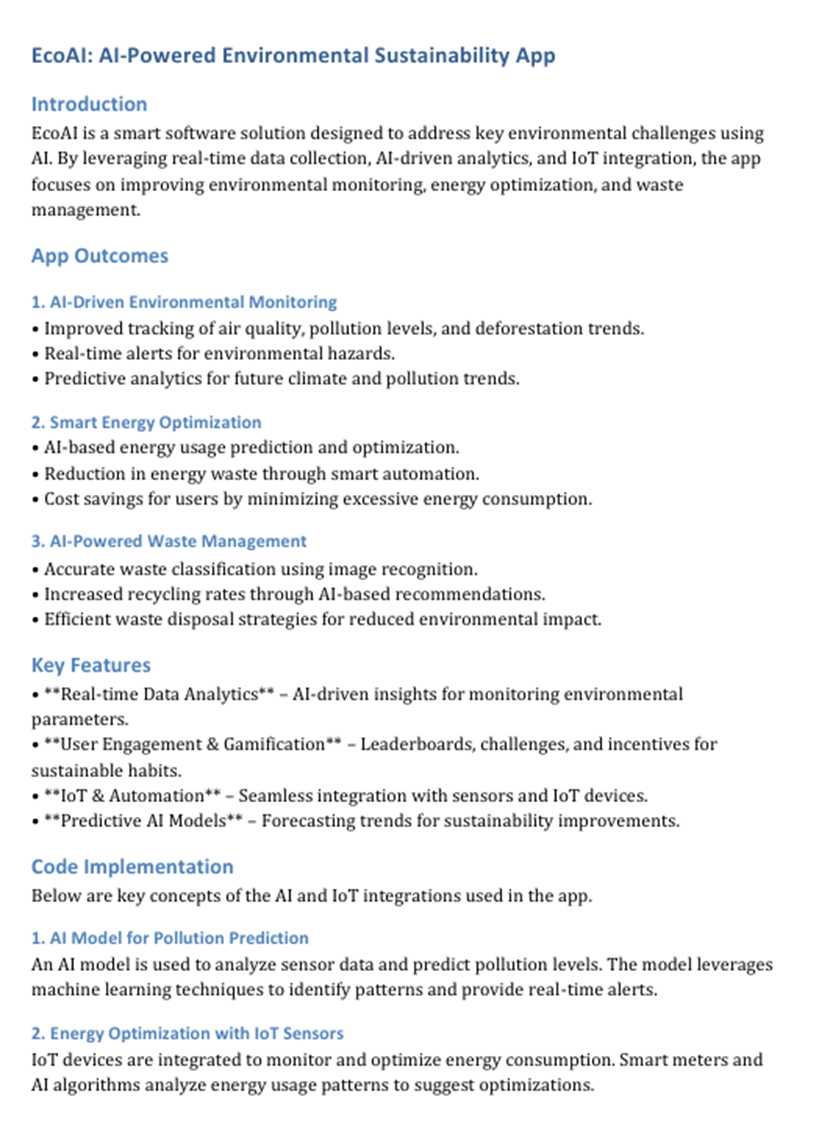 EcoAI: AI-Powered Environmental Sustainability App
Introduction
EcoAI is a smart software solution designed to address key environmental challenges using
AI. By leveraging real-time data collection, AI-driven analytics, and IoT integration, the app
focuses on improving environmental monitoring, energy optimization, and waste
management.
App Outcomes
1. AI-Driven Environmental Monitoring
• Improved tracking of air quality, pollution levels, and deforestation trends.
• Real-time alerts for environmental hazards.
• Predictive analytics for future climate and pollution trends.
2. Smart Energy Optimization
• AI-based energy usage prediction and optimization.
• Reduction in energy waste through smart automation.
• Cost savings for users by minimizing excessive energy consumption.
3. AI-Powered Waste Management
• Accurate waste classification using image recognition.
• Increased recycling rates through AI-based recommendations.
• Efficient waste disposal strategies for reduced environmental impact.
Key Features
• **Real-time Data Analytics** – AI-driven insights for monitoring environmental
parameters.
• **User Engagement & Gamification** – Leaderboards, challenges, and incentives for
sustainable habits.
• **IoT & Automation** – Seamless integration with sensors and IoT devices.
• **Predictive AI Models** – Forecasting trends for sustainability improvements.
Code Implementation
Below are key concepts of the AI and IoT integrations used in the app.
1. AI Model for Pollution Prediction
An AI model is used to analyze sensor data and predict pollution levels. The model leverages
machine learning techniques to identify patterns and provide real-time alerts.
2. Energy Optimization with IoT Sensors
IoT devices are integrated to monitor and optimize energy consumption. Smart meters and
AI algorithms analyze energy usage patterns to suggest optimizations.